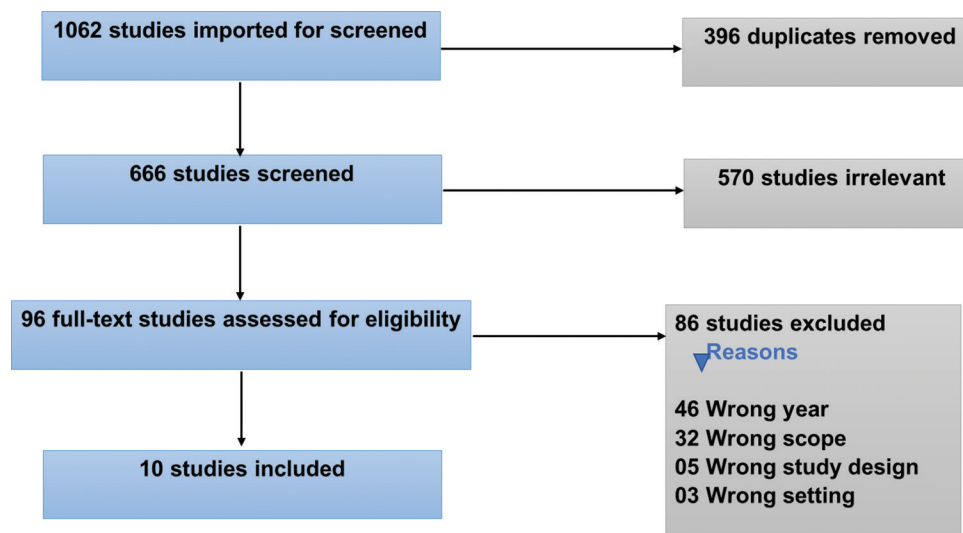 1062 studies imported for screened
396 duplicates removed
666 studies screened
570 studies irrelevant
96 full-text studies assessed for eligibility
86 studies excluded
Reasons
46 Wrong year
32 Wrong scope
05 Wrong study design
03 Wrong setting
10 studies included